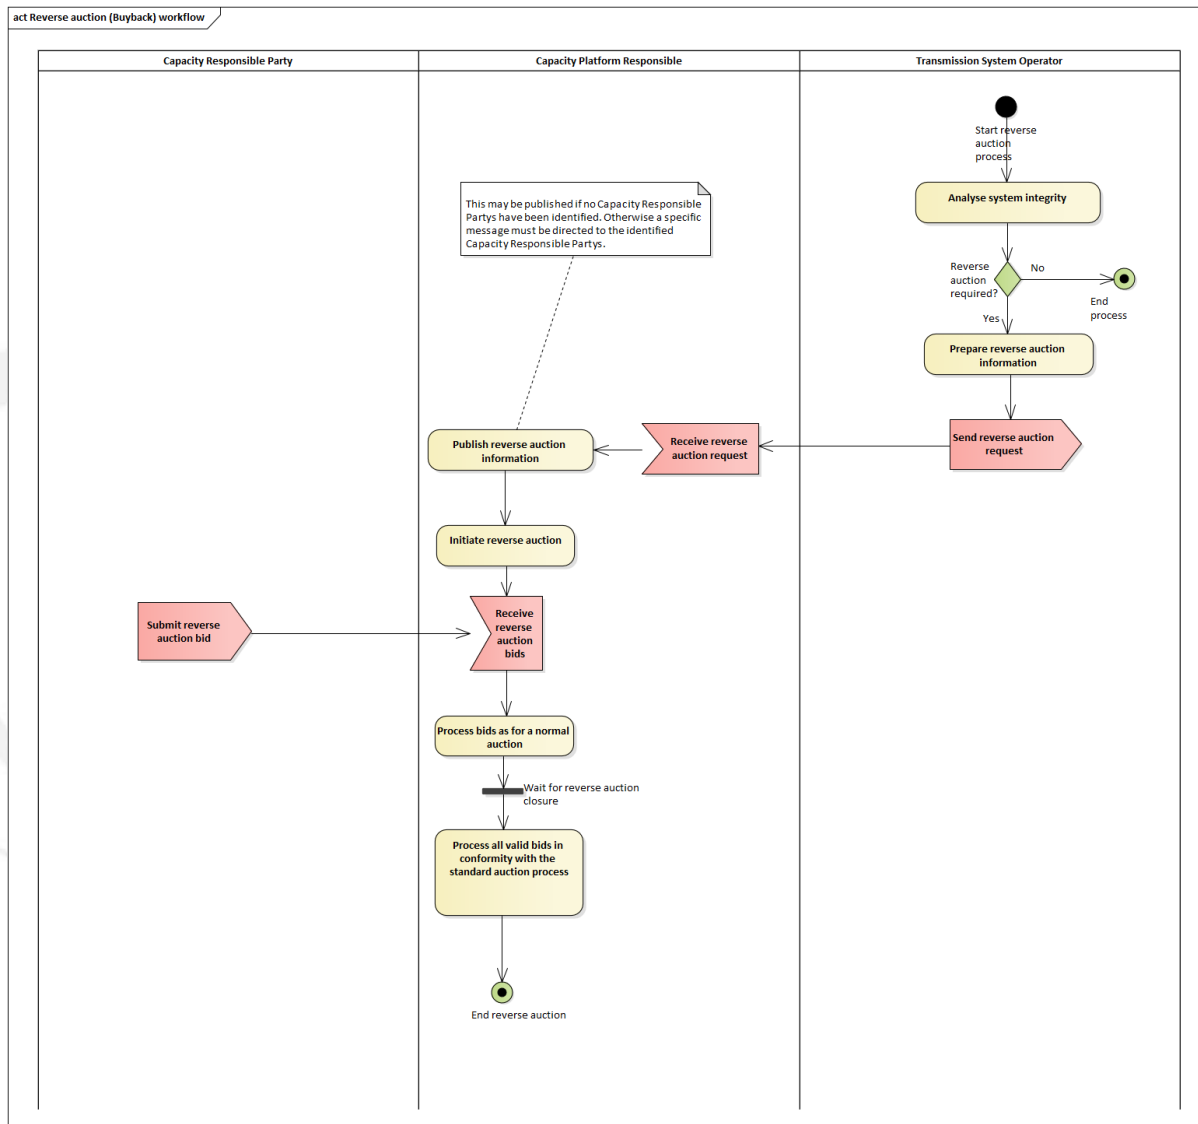 act Reverse auction (Buyback) workflow
Capacity Responsible Party
Capacity Platform Responsible
Transmission System Operator
Start reverse
auction
process
Analyse system integrity
This may be published if no Capacity Responsible
Partys have been identified. Otherwise a specific
message must be directed to the identified
Capacity Responsible Partys.
Reverse
auction
required?
No
End
process
Yes
Prepare reverse auction
information
Send reverse auction
request
Receive reverse
auction request
Publish reverse auction
information
Initiate reverse auction
Submit reverse
auction bid
Receive
reverse
auction
bids
Process bids as for a normal
auction
Wait for reverse auction
closure
Process all valid bids in
conformity with the
standard auction process
End reverse auction